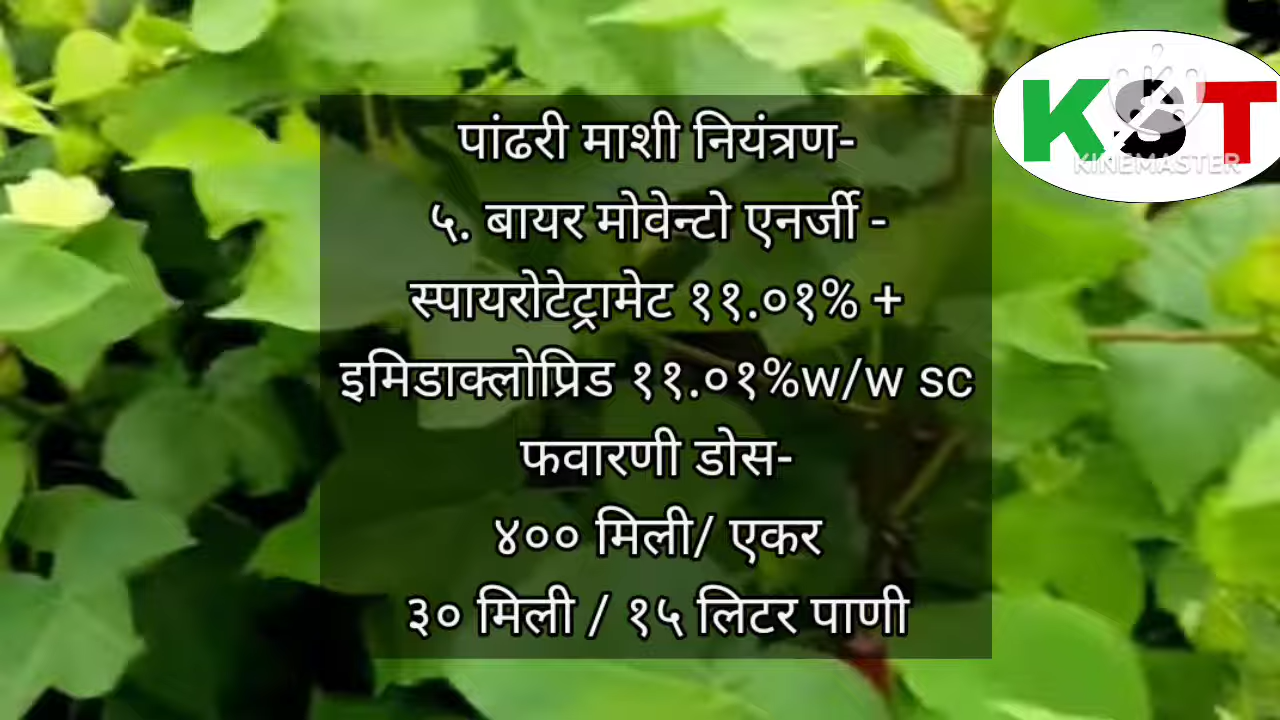 पांढरी माशी नियंत्रण-
५. बायर मोवेन्टो एनर्जी -
स्पायरोटेट्रामेट ११.०१% +
इमिडाक्लोप्रिड ११.०१%w/w sc
फवारणी डोस-
४०० मिली/ एकर
३० मिली / १५ लिटर पाणी
KST
KINEMASTER